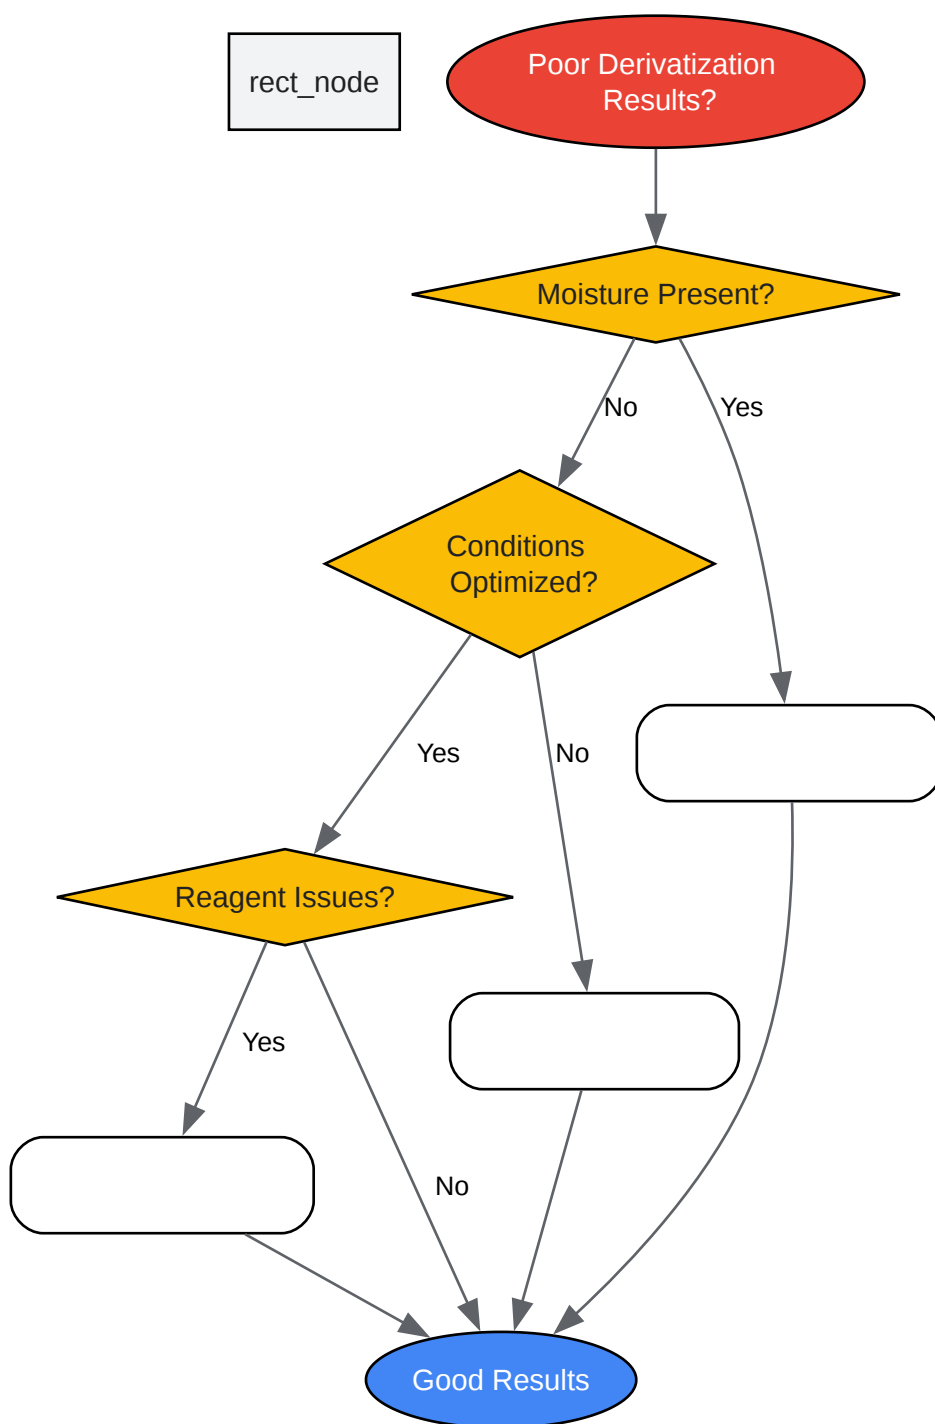 rect_node
Poor Derivatization
Results?
Moisture Present?
No
Yes
Conditions
Optimized?
Yes
No
Reagent Issues?
Yes
No
Good Results